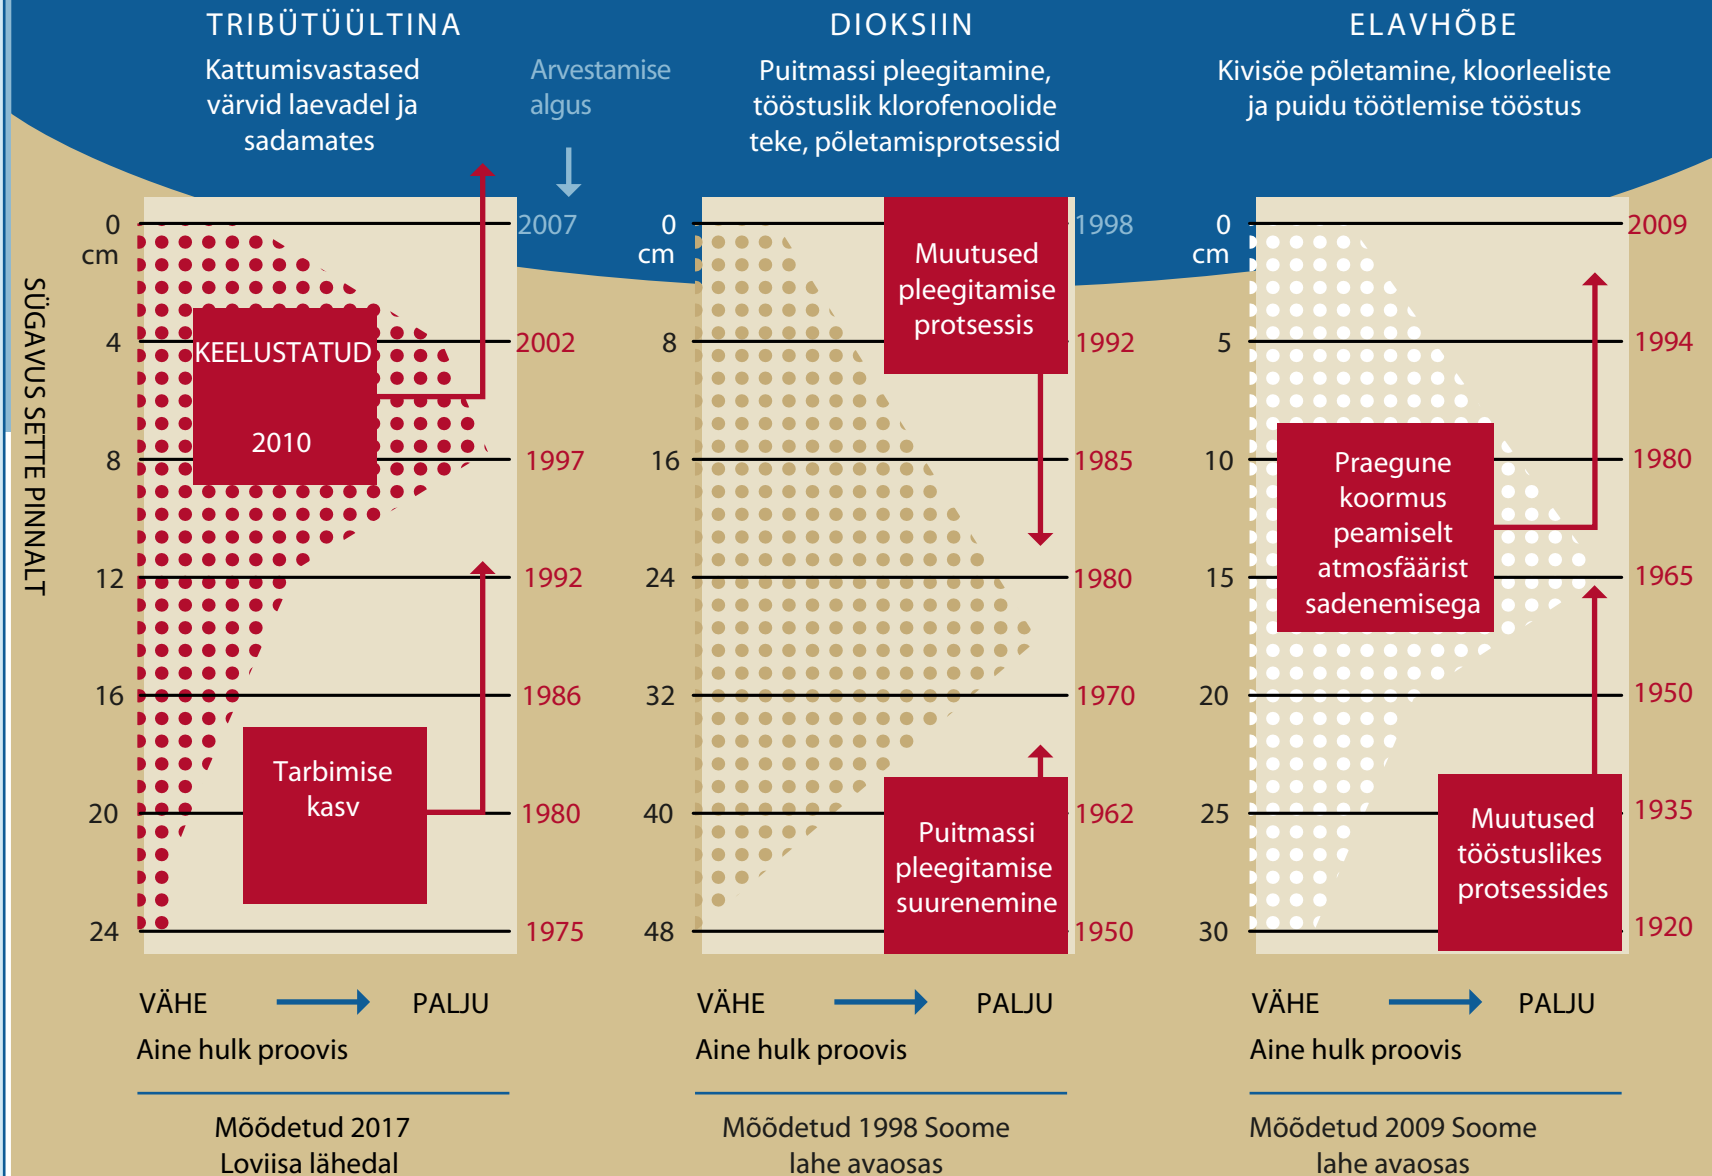 TRIBÜTÜÜLTINA
Kattumisvastased
värvid laevadel ja
sadamates
Arvestamise
algus
SÜGAVUS SETTE PINNALT
0
cm
4
8
12
16
20
24
2007
2002
1997
1992
1986
1980
1975
KEELUSTATUD
2010
Tarbimise
kasv
VÄHE
PALJU
Aine hulk proovis
Mõõdetud 2017
Loviisa lähedal
DIOKSIIN
Puitmassi pleegitamine,
tööstuslik klorofenoolide
teke, põletamisprotsessid
0
cm
8
16
24
32
40
48
1998
1992
1985
1980
1970
1962
1950
Muutused
pleegitamise
protsessis
Puitmassi
pleegitamise
suurenemine
VÄHE
PALJU
Aine hulk proovis
Mõõdetud 1998 Soome
lahe avaosas
ELAVHÕBE
Kivisöe põletamine, kloorleeliste
ja puidu töötlemise tööstus
0
cm
5
10
15
20
25
30
2009
1994
1980
1965
1950
1935
1920
Praegune
koormus
peamiselt
atmosfäärist
sadenemisega
Muutused
tööstuslikes
protsessides
VÄHE
PALJU
Aine hulk proovis
Mõõdetud 2009 Soome
lahe avaosas